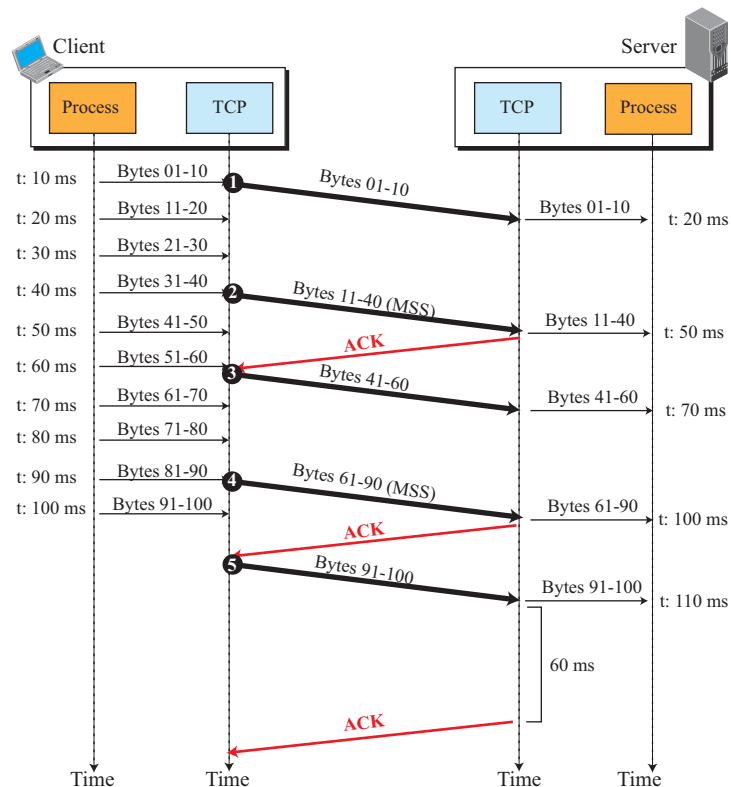 Client
Server
Process
TCP
TCP
Process
t: 10 ms
Bytes 01-10
1
Bytes 01-10
Bytes 01-10
t: 20 ms
Bytes 11-20
t: 20 ms
t: 30 ms
Bytes 21-30
t: 40 ms
Bytes 31-40
2
Bytes 11-40 (MSS)
Bytes 11-40
t: 50 ms
t: 50 ms
Bytes 41-50
ACK
t: 60 ms
Bytes 51-60
3
Bytes 41-60
Bytes 41-60
t: 70 ms
t: 70 ms
Bytes 61-70
t: 80 ms
Bytes 71-80
t: 90 ms
Bytes 81-90
4
Bytes 61-90 (MSS)
Bytes 61-90
t: 100 ms
t: 100 ms
Bytes 91-100
ACK
5
Bytes 91-100
Bytes 91-100
t: 110 ms
60 ms
ACK
Time
Time
Time
Time